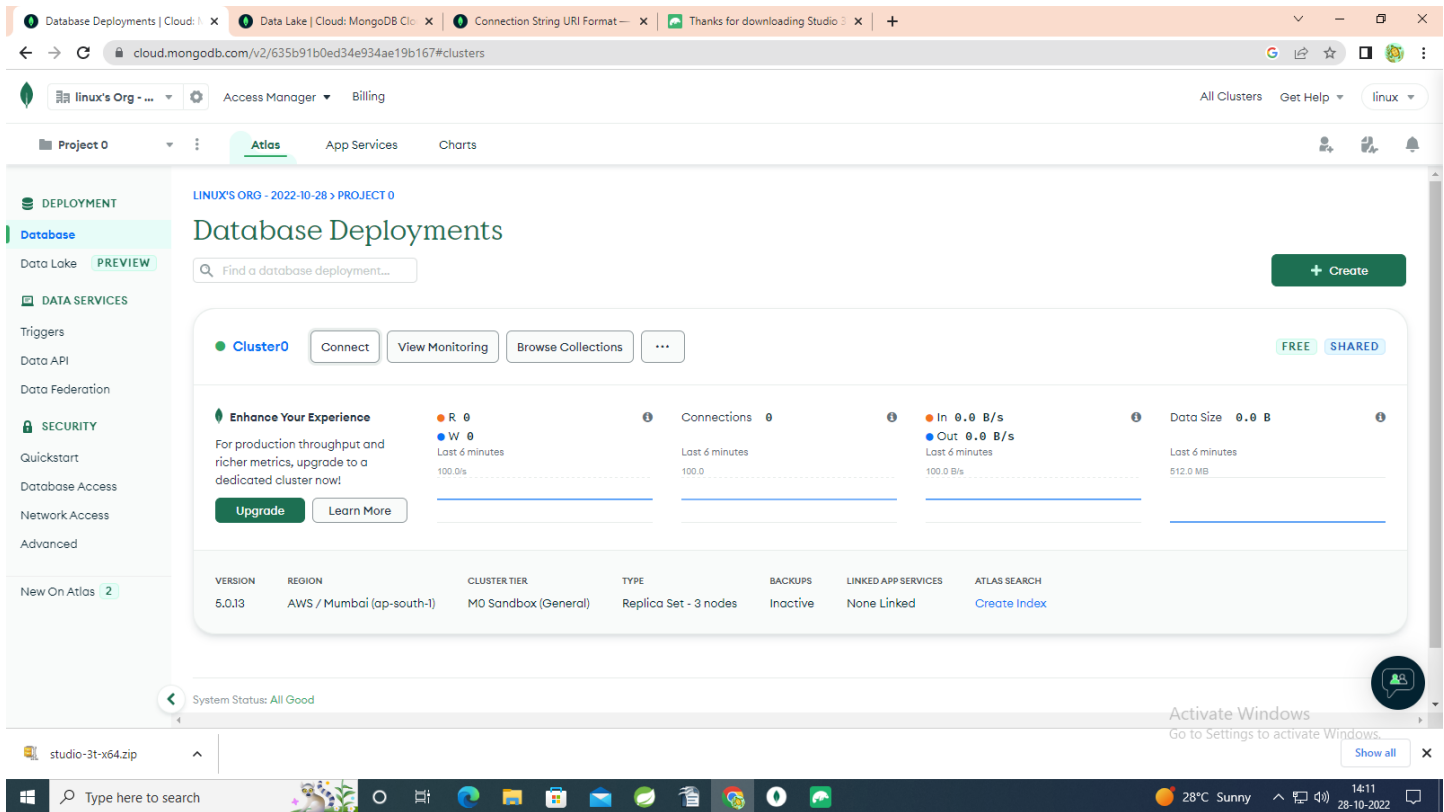 Database Deployments | Cloud: M
Data Lake | Cloud: MongoDB Clo
Connection String URI Format —
Thanks for downloading Studio 3
cloud.mongodb.com/v2/635b91b0ed34e934ae19b167#clusters
linux's Org - ...
Access Manager
Billing
All Clusters
Get Help
linux
Project 0
Atlas
App Services
Charts
DEPLOYMENT
Database
Data Lake PREVIEW
DATA SERVICES
Triggers
Data API
Data Federation
SECURITY
Quickstart
Database Access
Network Access
Advanced
New On Atlas 2
LINUX'S ORG - 2022-10-28 > PROJECT 0
Database Deployments
Find a database deployment...
+ Create
Cluster0
Connect
View Monitoring
Browse Collections
...
FREE
SHARED
Enhance Your Experience
For production throughput and
richer metrics, upgrade to a
dedicated cluster now!
Upgrade
Learn More
R 0
W 0
Last 6 minutes
100.0/s
Connections 0
Last 6 minutes
100.0
In 0.0 B/s
Out 0.0 B/s
Last 6 minutes
100.0 B/s
Data Size 0.0 B
Last 6 minutes
512.0 MB
VERSION
5.0.13
REGION
AWS / Mumbai (ap-south-1)
CLUSTER TIER
M0 Sandbox (General)
TYPE
Replica Set - 3 nodes
BACKUPS
Inactive
LINKED APP SERVICES
None Linked
ATLAS SEARCH
Create Index
System Status: All Good
Activate Windows
Go to Settings to activate Windows.
studio-3t-x64.zip
Show all
Type here to search
28°C Sunny
14:11
28-10-2022